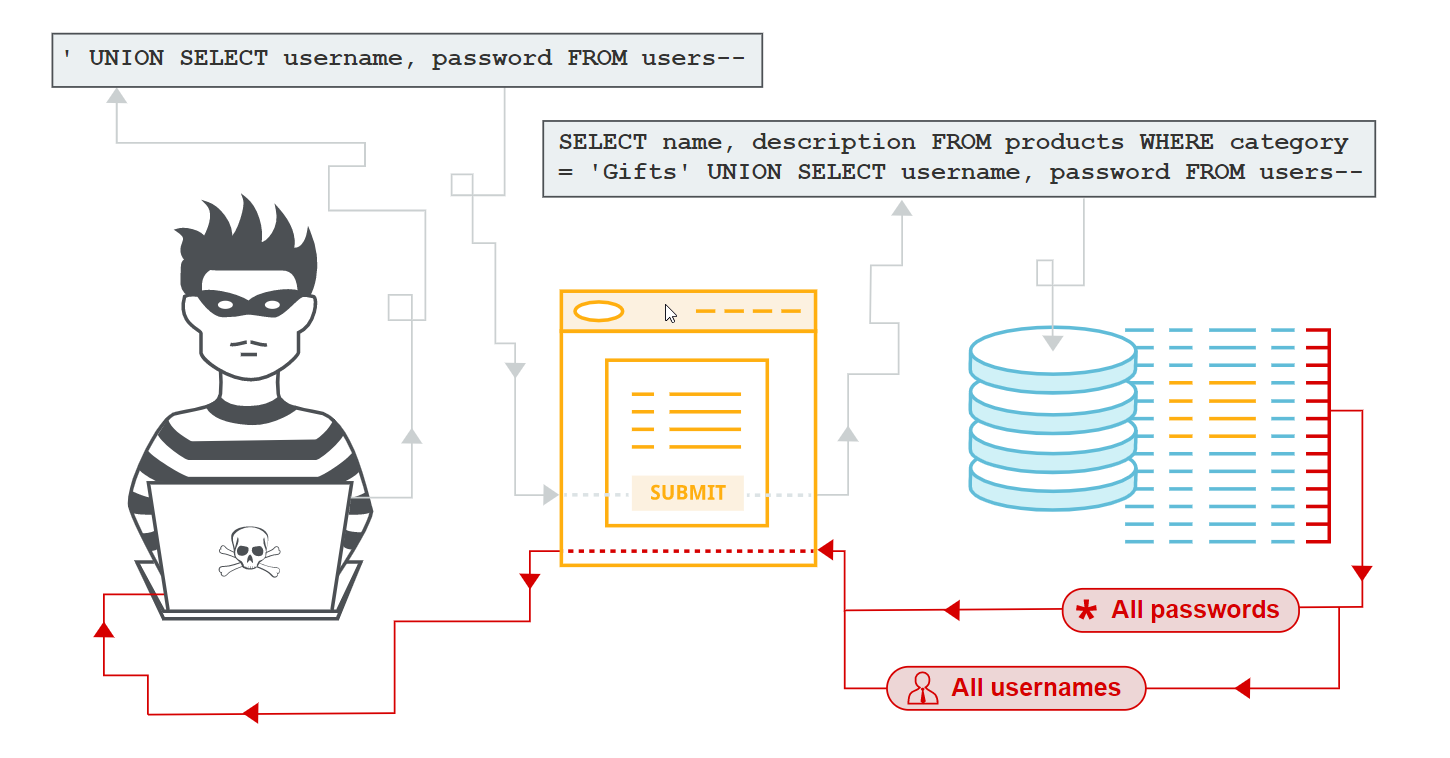 ' UNION SELECT username, password FROM users--
SELECT name, description FROM products WHERE category
= 'Gifts' UNION SELECT username, password FROM users--
SUBMIT
* All passwords
All usernames